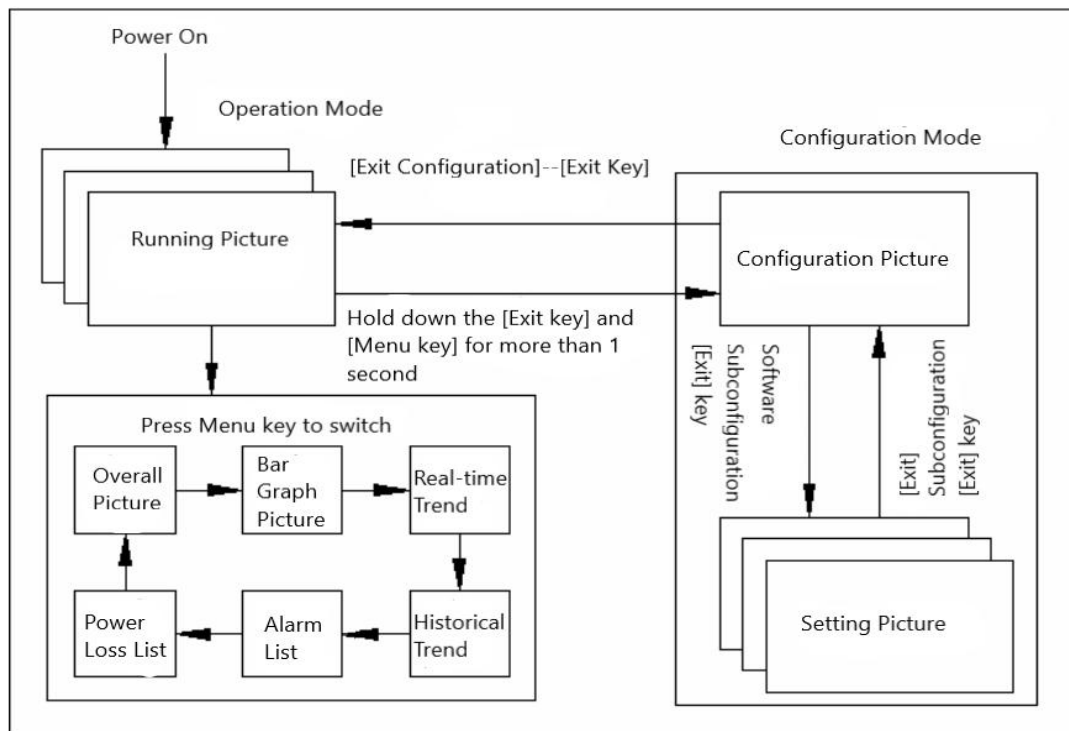 Power On
Operation Mode
Configuration Mode
[Exit Configuration]--[Exit Key]
Running Picture
Configuration Picture
Hold down the [Exit key] and
[Menu key] for more than 1
second
Software
Subconfiguration
[Exit] key
[Exit]
Subconfiguration
[Exit] key
Press Menu key to switch
Overall
Picture
Bar
Graph
Picture
Real-time
Trend
Power
Loss List
Alarm
List
Historical
Trend
Setting Picture